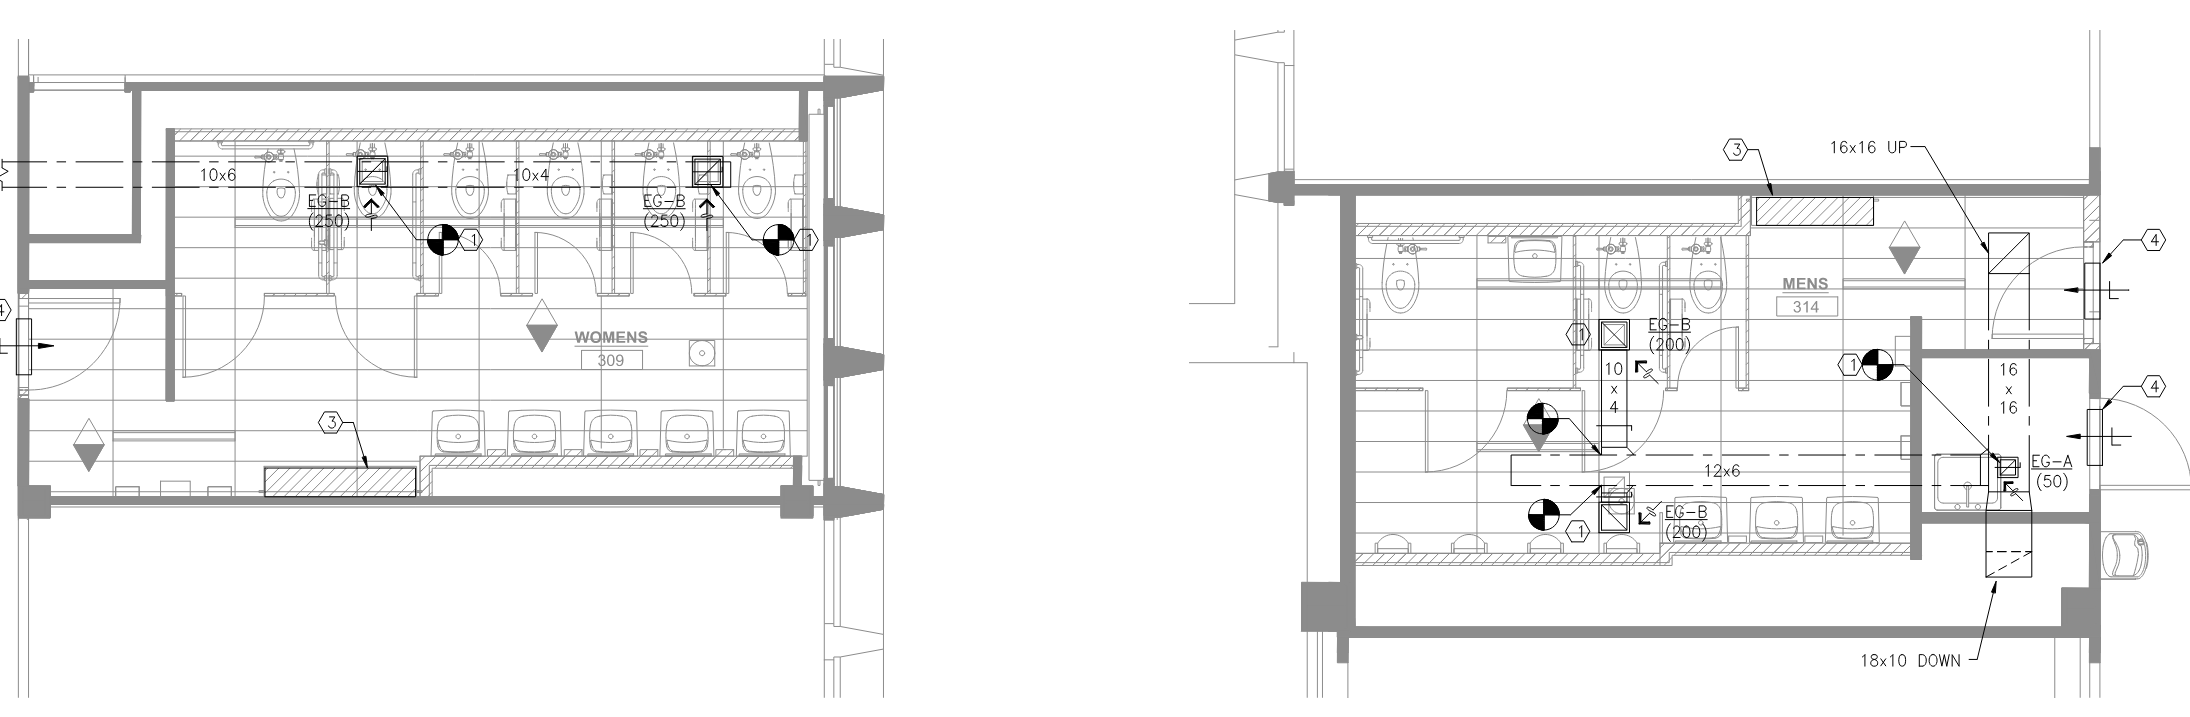 10x6
10x4
EG-B
(250)
EG-B
(250)
1
1
4
WOMENS
309
3
3
16x16 UP
4
MENS
314
1
EG-B
(200)
10
x
4
1
16
x
16
4
12x6
EG-A
(50)
1
EG-B
(200)
18x10 DOWN